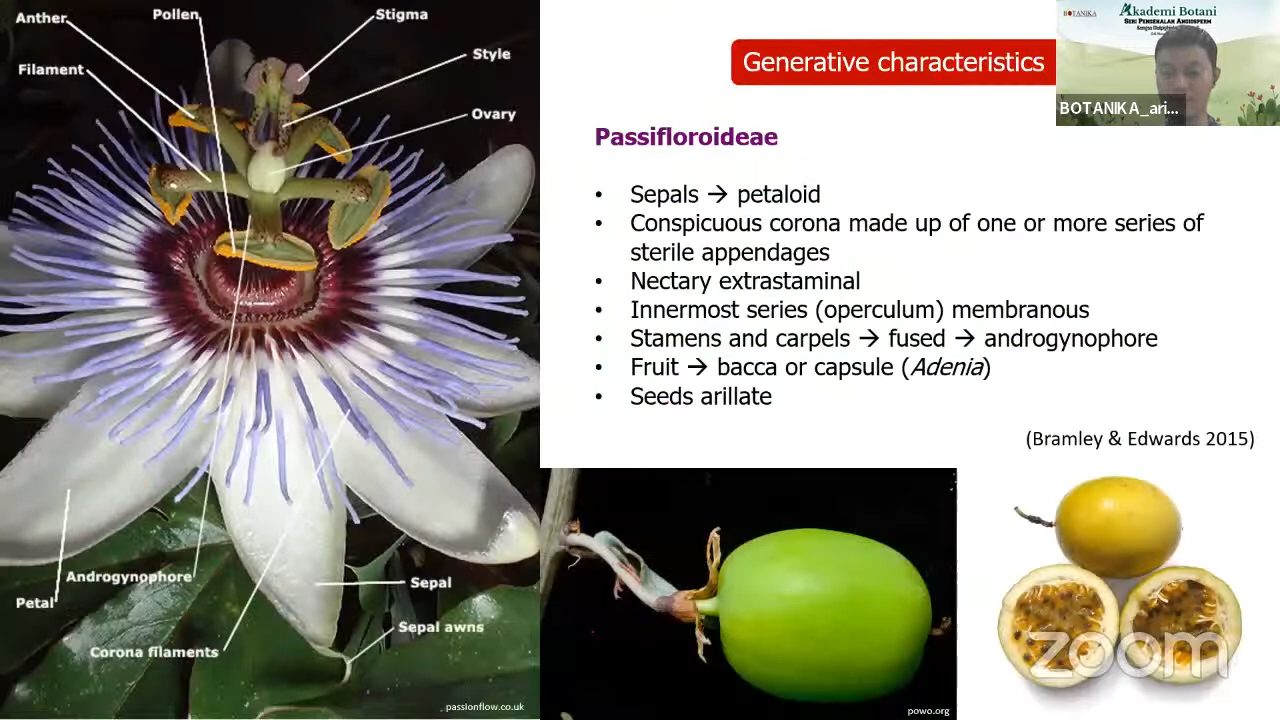 Anther
Pollen
Stigma
Filament
Style
Ovary
Androgynophore
Petal
Sepal
Sepal awns
Corona filaments
passionflow.co.uk
Generative characteristics
BOTANIKA
Akademi Botani
Seri Pengenalan Angiosperm
BOTANIKA_ari...
Passifloroideae
• Sepals → petaloid
• Conspicuous corona made up of one or more series of
sterile appendages
• Nectary extrastaminal
• Innermost series (operculum) membranous
• Stamens and carpels → fused → androgynophore
• Fruit → bacca or capsule (Adenia)
• Seeds arillate
(Bramley & Edwards 2015)
powo.org
zoom